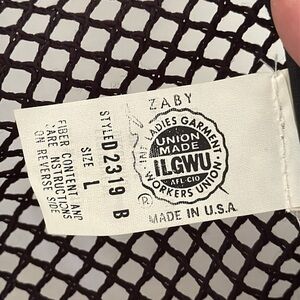 ZABY
INT'L LADIES GARMENT WORKERS UNION
UNION
MADE
ILGWU
AFL-CIO
®
MADE IN U.S.A
STYLE D2319 B
SIZE L
FIBER CONTENT AND
CARE INSTRUCTIONS
ON REVERSE SIDE